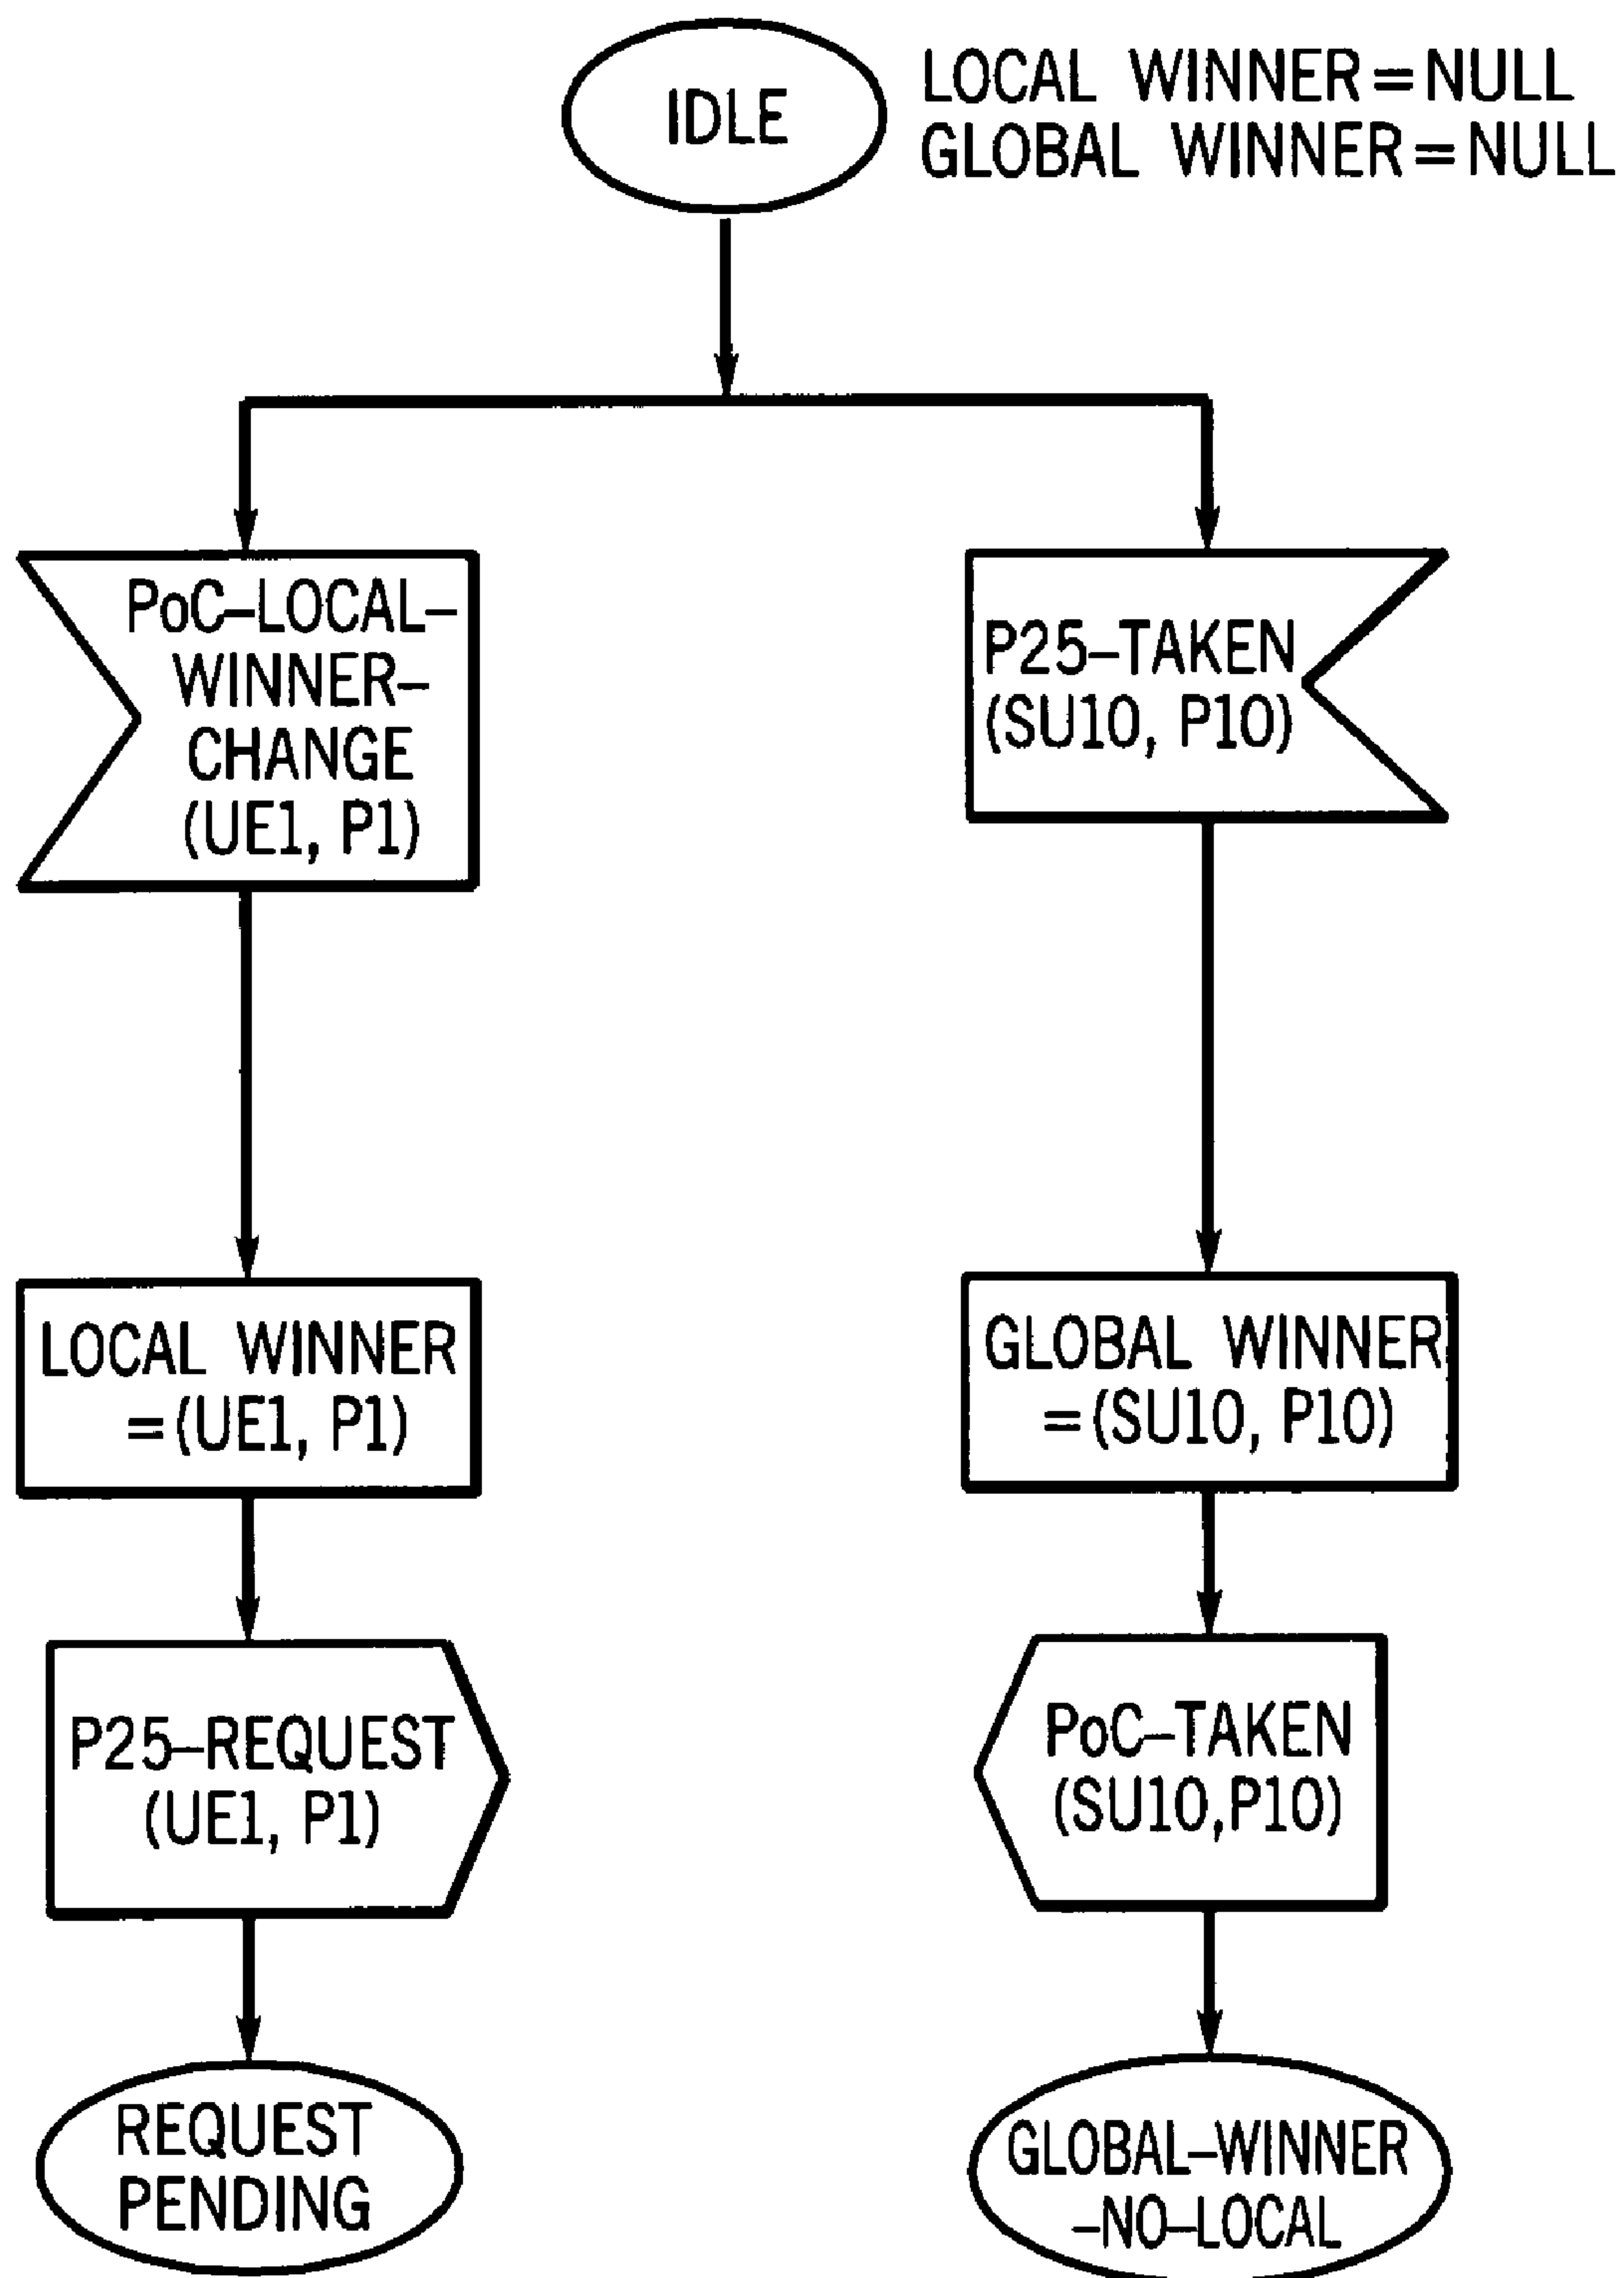 IDLE
LOCAL WINNER=NULL
GLOBAL WINNER=NULL
PoC–LOCAL–
WINNER–
CHANGE
(UE1, P1)
P25–TAKEN
(SU10, P10)
LOCAL WINNER
=(UE1, P1)
GLOBAL WINNER
=(SU10, P10)
P25–REQUEST
(UE1, P1)
PoC–TAKEN
(SU10,P10)
REQUEST
PENDING
GLOBAL–WINNER
–NO–LOCAL